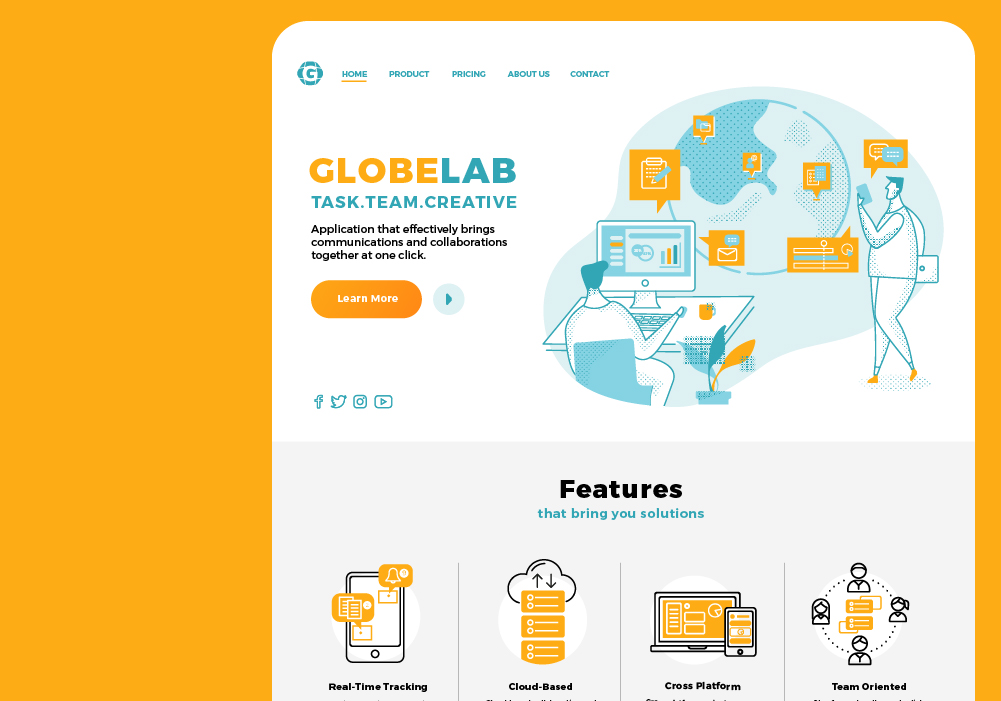 G
HOME PRODUCT PRICING ABOUT US CONTACT
GLOBELAB
TASK.TEAM.CREATIVE
Application that effectively brings
communications and collaborations
together at one click.
Learn More
Features
that bring you solutions
Real-Time Tracking Cloud-Based Cross Platform Team Oriented